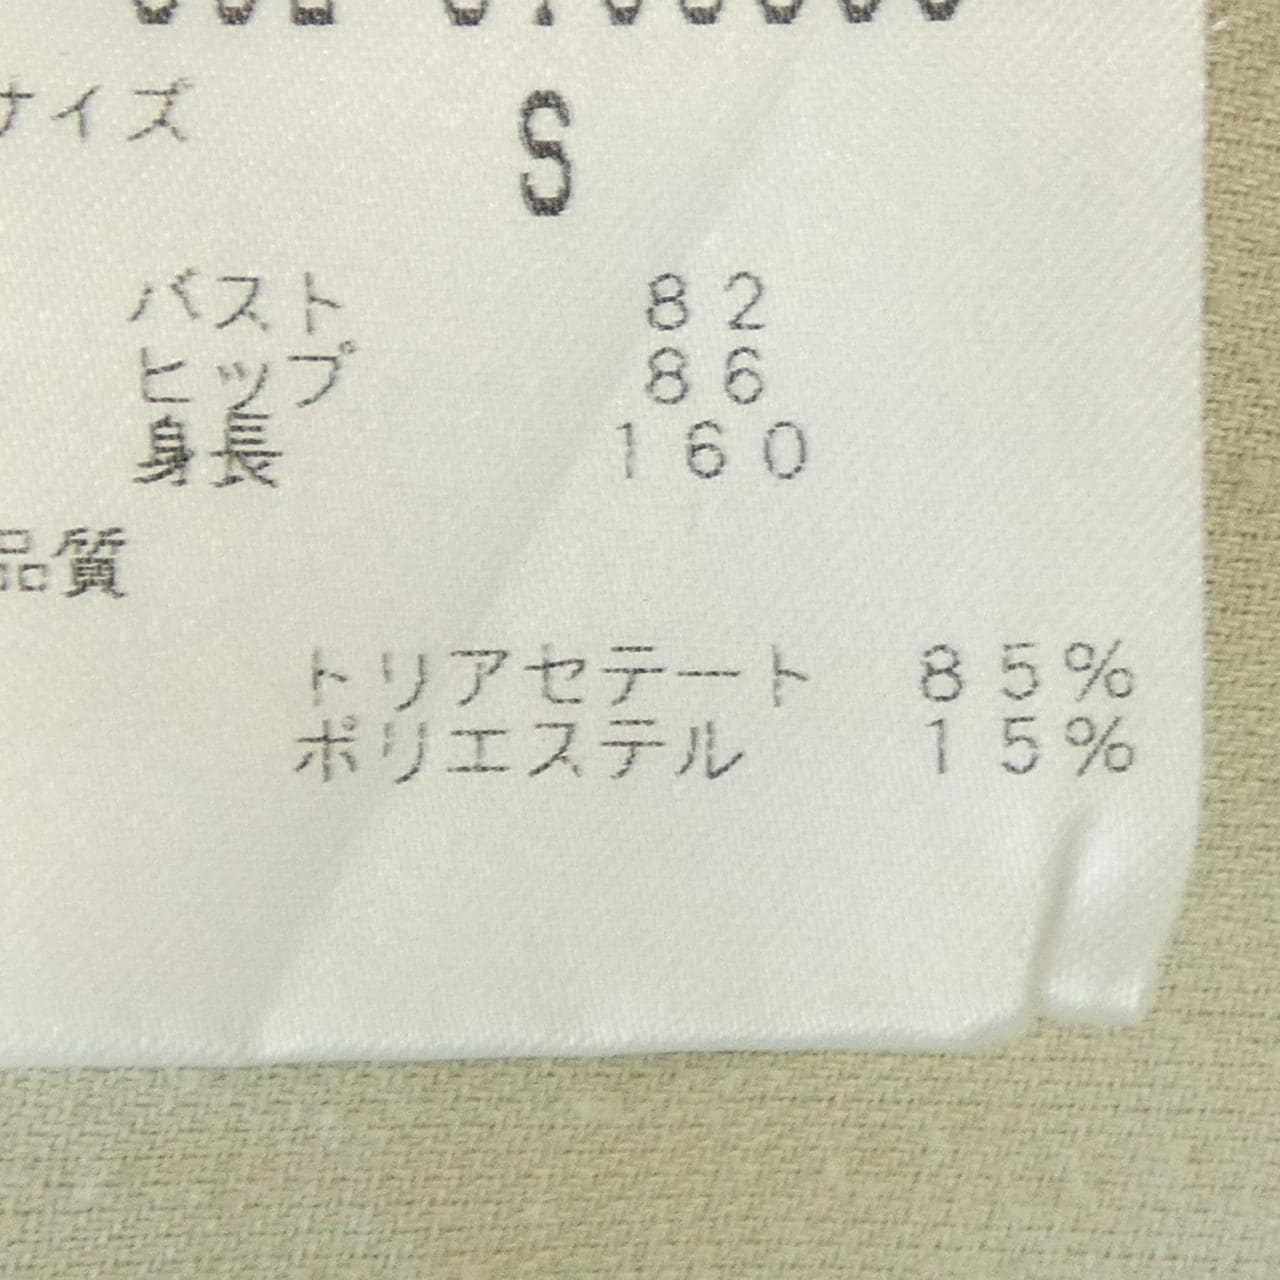 サイズ S
バスト 82
ヒップ 86
身長 160
品質
トリアセテート 85%
ポリエステル 15%